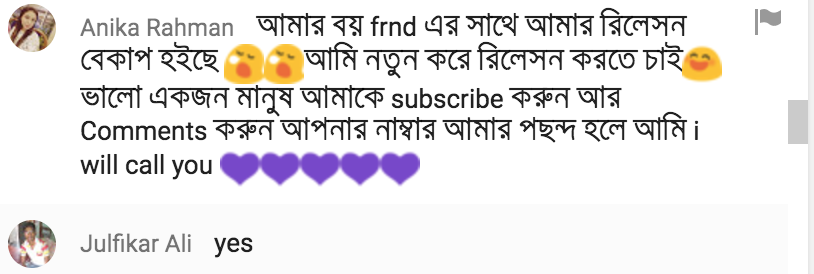 Anika Rahman আমার বয় frnd এর সাথে আমার রিলেসন
বেকাপ হইছে 😪😪আমি নতুন করে রিলেসন করতে চাই😊
ভালো একজন মানুষ আমাকে subscribe করুন আর
Comments করুন আপনার নাম্বার আমার পছন্দ হলে আমি i
will call you 💜💜💜💜💜
Julfikar Ali yes